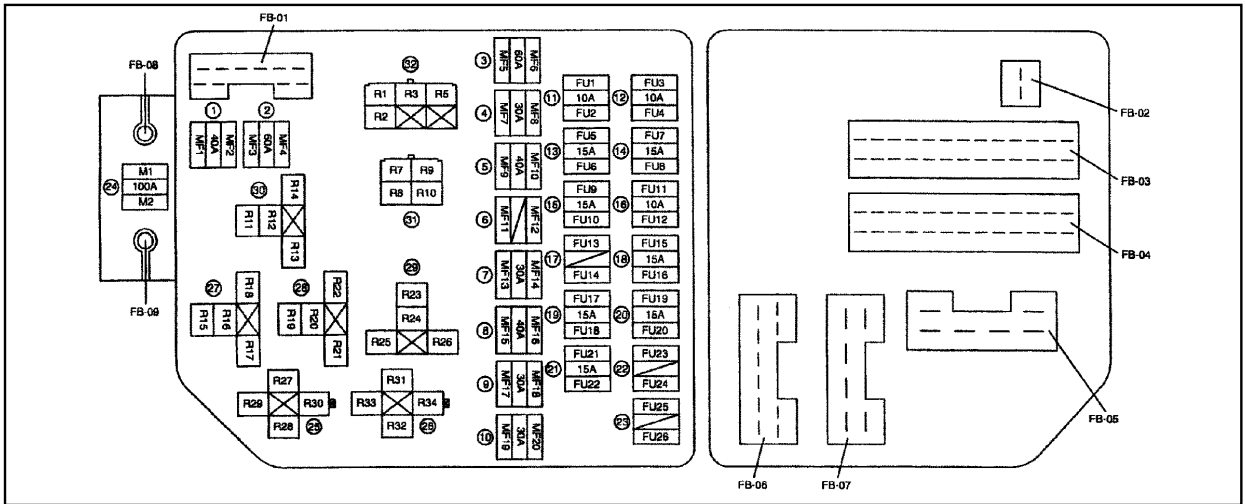 FB-01
FB-08
FB-02
FB-03
FB-04
FB-05
FB-06
FB-07
FB-09
24
M1
100A
M2
1
MF1 40A MF2
2
MF3 60A MF4
30
R14
R11 R12
R13
27
R18
R15 R16
R17
28
R22
R19 R20
R21
R27
R29 R30
R28
25
32
R1 R3 R5
R2
R7 R9
R8 R10
31
29
R23
R24
R25 R26
R31
R33 R34
R32
26
3
MF5 60A MF6
4
MF7 30A MF8
5
MF9 40A MF10
6
MF11 MF12
7
MF13 30A MF14
8
MF15 40A MF16
9
MF17 30A MF18
10
MF19 30A MF20
11
FU1
10A
FU2
12
FU3
10A
FU4
13
FU5
15A
FU6
14
FU7
15A
FU8
15
FU9
15A
FU10
16
FU11
10A
FU12
17
FU13
FU14
18
FU15
15A
FU16
19
FU17
15A
FU18
20
FU19
15A
FU20
21
FU21
15A
FU22
22
FU23
FU24
23
FU25
FU26